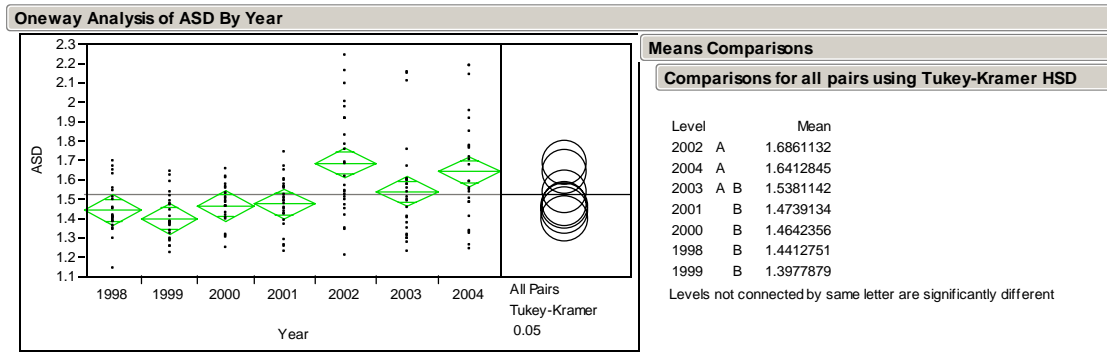 Oneway Analysis of ASD By Year
2.3
2.2
2.1
2
1.9
1.8
1.7
1.6
1.5
1.4
1.3
1.2
1.1
ASD
1998 1999 2000 2001 2002 2003 2004
Year
All Pairs
Tukey-Kramer
0.05
Means Comparisons
Comparisons for all pairs using Tukey-Kramer HSD
Level Mean
2002 A 1.6861132
2004 A 1.6412845
2003 A B 1.5381142
2001 B 1.4739134
2000 B 1.4642356
1998 B 1.4412751
1999 B 1.3977879
Levels not connected by same letter are significantly different